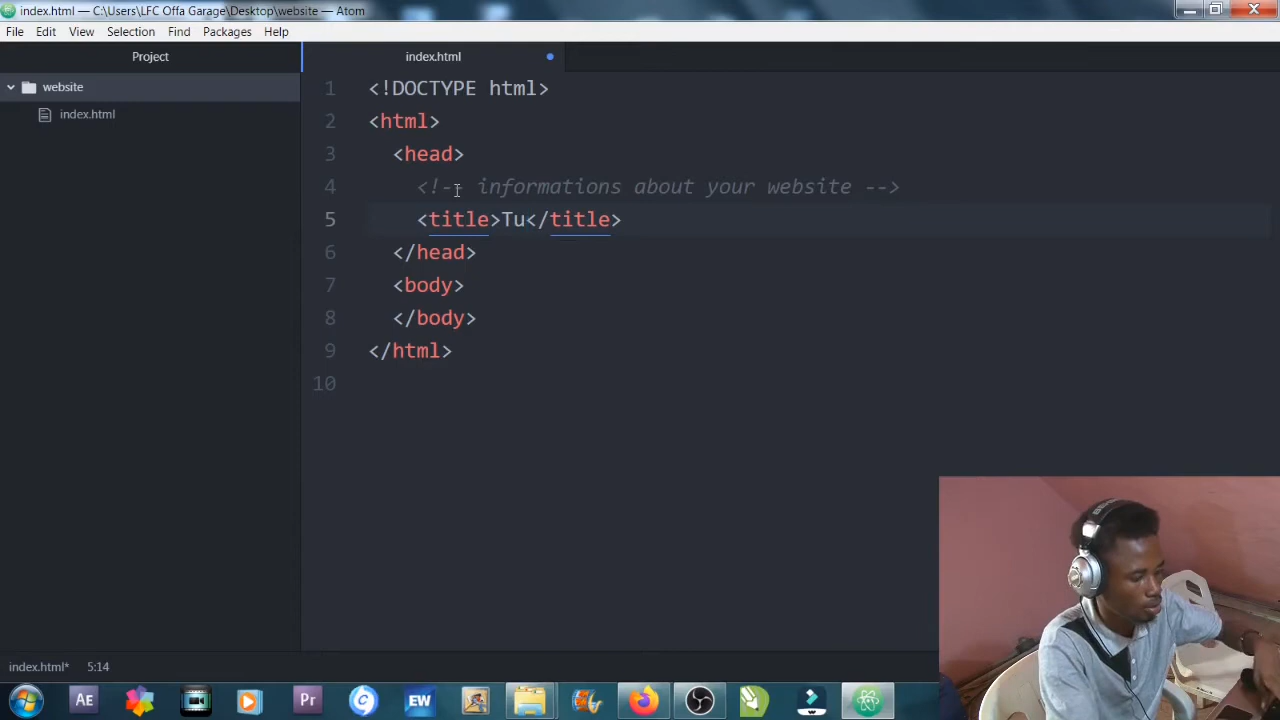 index.html — C:\Users\LFC Offa Garage\Desktop\website — Atom
File Edit View Selection Find Packages Help
Project
index.html
website
index.html
1 <!DOCTYPE html>
2 <html>
3 <head>
4 <!-- informations about your website -->
5 <title>Tu</title>
6 </head>
7 <body>
8 </body>
9 </html>
10
index.html* 5:14
Ae Pr EW